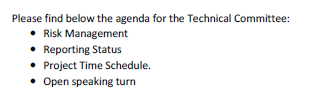 Please find below the agenda for the Technical Committee:
• Risk Management
• Reporting Status
• Project Time Schedule.
• Open speaking turn